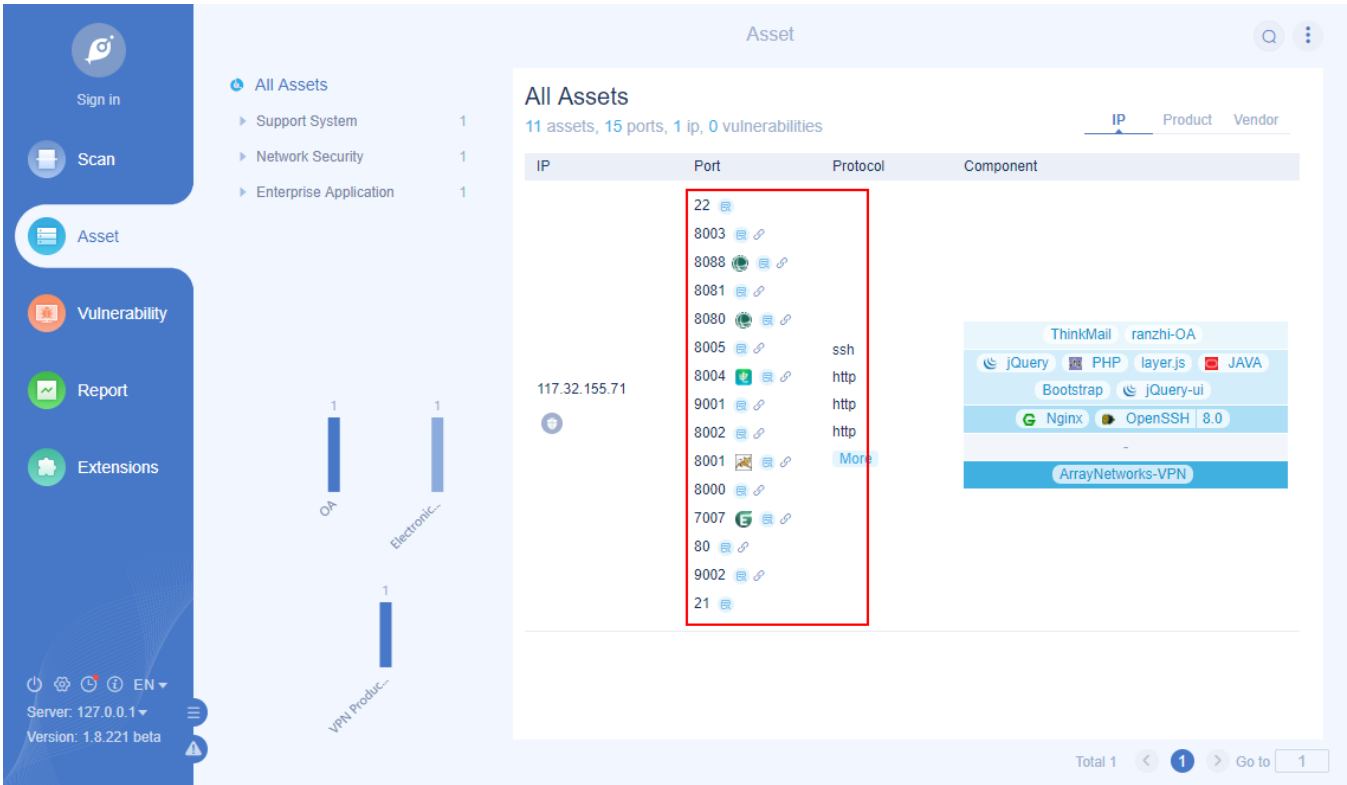 Asset
Sign in
Scan
Asset
Vulnerability
Report
Extensions
EN
Server: 127.0.0.1
Version: 1.8.221 beta
All Assets
Support System 1
Network Security 1
Enterprise Application 1
1 1
OA Electronic...
1
VPN Produc...
All Assets
11 assets, 15 ports, 1 ip, 0 vulnerabilities
IP Product Vendor
IP Port Protocol Component
117.32.155.71
22
8003
8088
8081
8080
8005
8004
9001
8002
8001
8000
7007
80
9002
21
ssh
http
http
http
More
ThinkMail ranzhi-OA
jQuery PHP layer.js JAVA
Bootstrap jQuery-ui
Nginx OpenSSH 8.0
-
ArrayNetworks-VPN
Total 1 < 1 > Go to 1